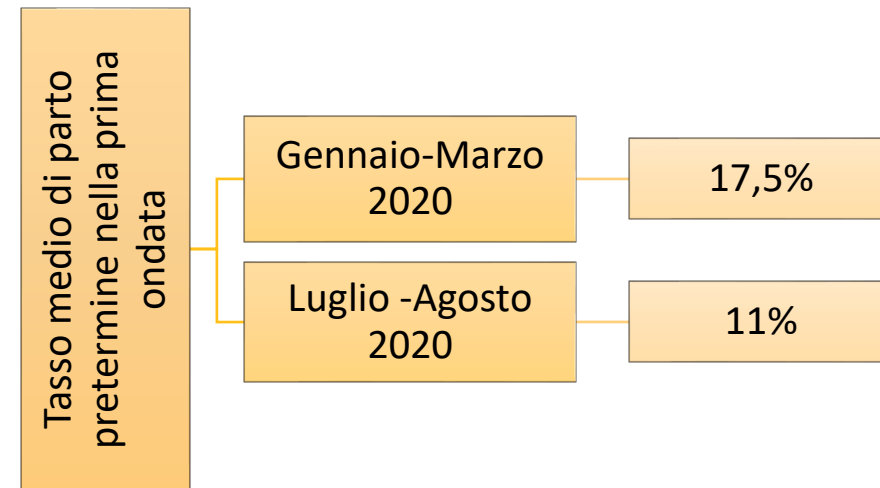 Tasso medio di parto
pretermine nella prima
ondata
Gennaio-Marzo
2020
17,5%
Luglio -Agosto
2020
11%